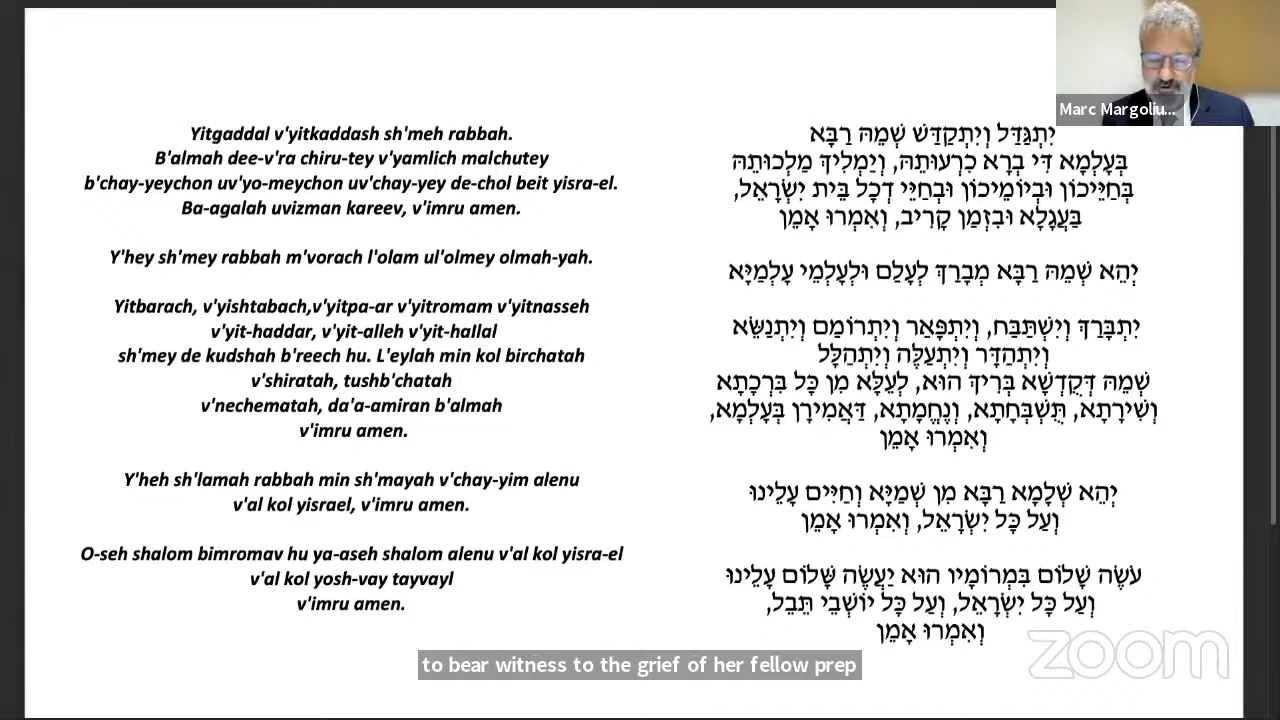 Marc Margoliu...
Yitgaddal v'yitkaddash sh'meh rabbah.
B'almah dee-v'ra chiru-tey v'yamlich malchutey
b'chay-yeychon uv'yo-meychon uv'chay-yey de-chol beit yisra-el.
Ba-agalah uvizman kareev, v'imru amen.
Y'hey sh'mey rabbah m'vorach l'olam ul'olmey olmah-yah.
Yitbarach, v'yishtabach,v'yitpa-ar v'yitromam v'yitnasseh
v'yit-haddar, v'yit-alleh v'yit-hallal
sh'mey de kudshah b'reech hu. L'eylah min kol birchatah
v'shiratah, tushb'chatah
v'nechematah, da'a-amiran b'almah
v'imru amen.
Y'heh sh'lamah rabbah min sh'mayah v'chay-yim alenu
v'al kol yisrael, v'imru amen.
O-seh shalom bimromav hu ya-aseh shalom alenu v'al kol yisra-el
v'al kol yosh-vay tayvayl
v'imru amen.
יִתְגַּדַּל וְיִתְקַדַּשׁ שְׁמֵהּ רַבָּא
בְּעָלְמָא דִּי בְרָא כִרְעוּתֵהּ, וְיַמְלִיךְ מַלְכוּתֵהּ
בְּחַיֵּיכוֹן וּבְיוֹמֵיכוֹן וּבְחַיֵּי דְכָל בֵּית יִשְׂרָאֵל,
בַּעֲגָלָא וּבִזְמַן קָרִיב, וְאִמְרוּ אָמֵן
יְהֵא שְׁמֵהּ רַבָּא מְבָרַךְ לְעָלַם וּלְעָלְמֵי עָלְמַיָּא
יִתְבָּרַךְ וְיִשְׁתַּבַּח, וְיִתְפָּאַר וְיִתְרוֹמַם וְיִתְנַשֵּׂא
וְיִתְהַדָּר וְיִתְעַלֶּה וְיִתְהַלָּל
שְׁמֵהּ דְּקֻדְשָׁא בְּרִיךְ הוּא, לְעֵלָּא מִן כָּל בִּרְכָתָא
וְשִׁירָתָא, תֻּשְׁבְּחָתָא, וְנֶחֱמָתָא, דַּאֲמִירָן בְּעָלְמָא,
וְאִמְרוּ אָמֵן
יְהֵא שְׁלָמָא רַבָּא מִן שְׁמַיָּא וְחַיִּים עָלֵינוּ
וְעַל כָּל יִשְׂרָאֵל, וְאִמְרוּ אָמֵן
עֹשֶׂה שָׁלוֹם בִּמְרוֹמָיו הוּא יַעֲשֶׂה שָּׁלוֹם עָלֵינוּ
וְעַל כָּל יִשְׂרָאֵל, וְעַל כָּל יוֹשְׁבֵי תֵּבֵל,
וְאִמְרוּ אָמֵן
zoom
to bear witness to the grief of her fellow prep